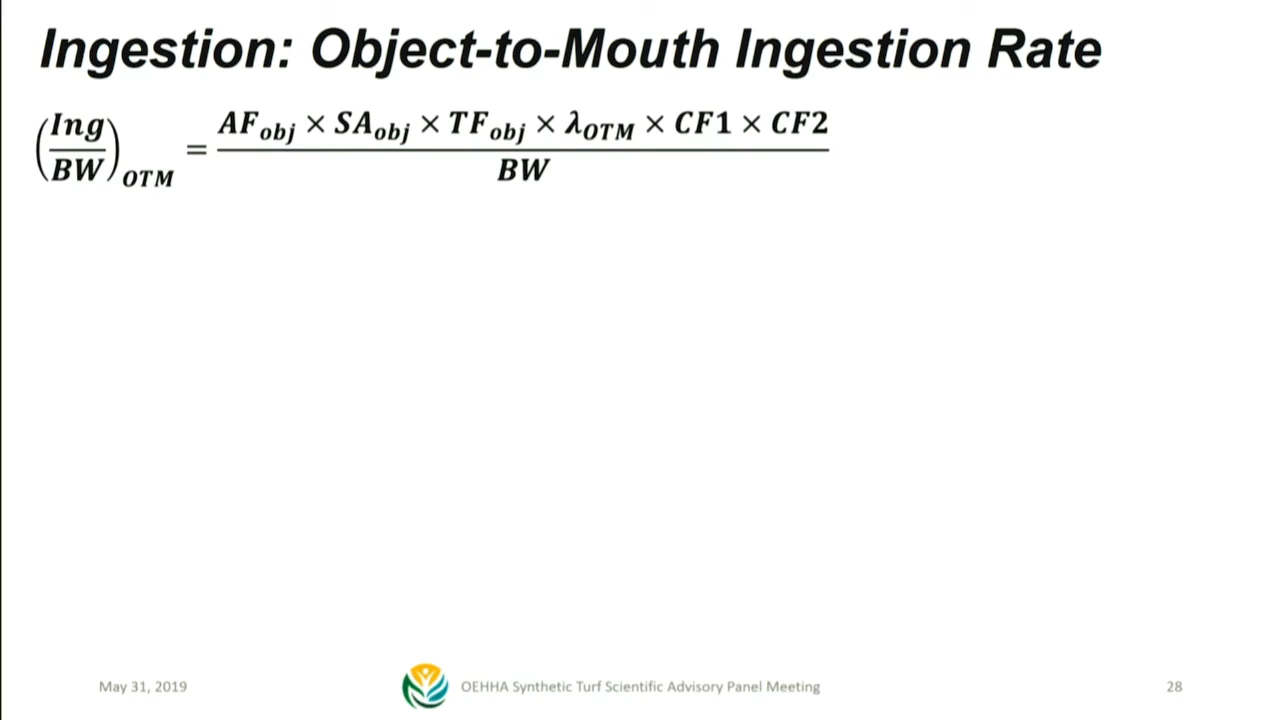 Ingestion: Object-to-Mouth Ingestion Rate
(Ing/BW)OTM = AFobj × SAobj × TFobj × λOTM × CF1 × CF2 / BW
May 31, 2019
OEHHA Synthetic Turf Scientific Advisory Panel Meeting
28